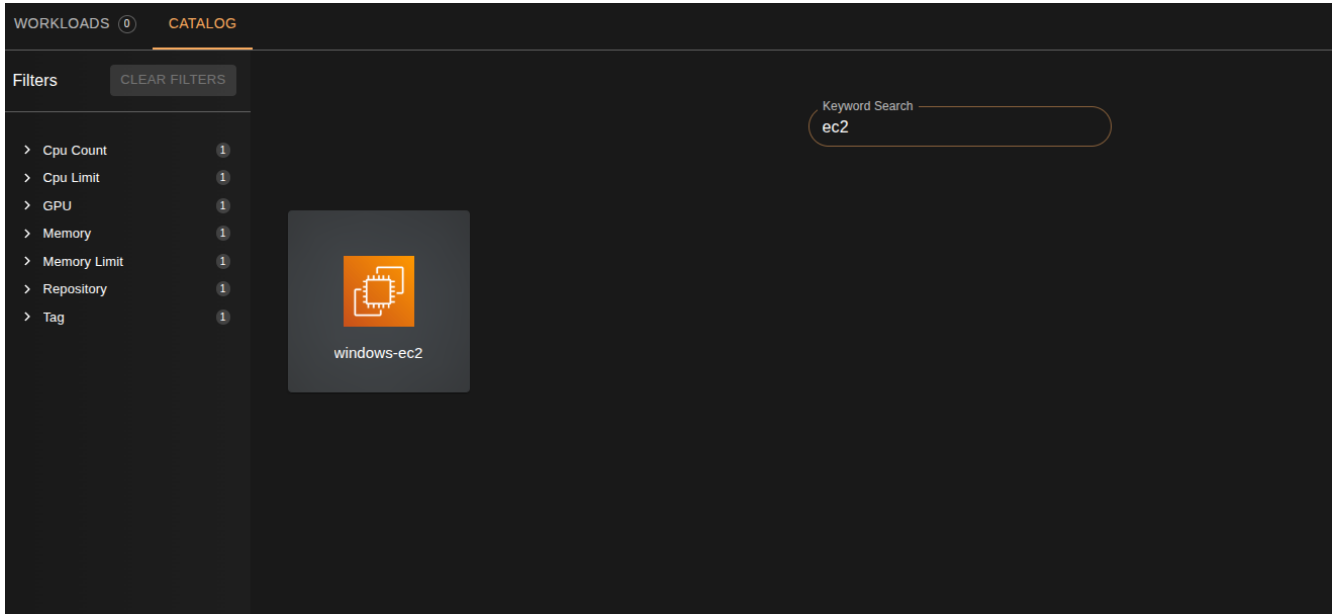 WORKLOADS 0 CATALOG
Filters CLEAR FILTERS
Keyword Search
ec2
Cpu Count 1
Cpu Limit 1
GPU 1
Memory 1
Memory Limit 1
Repository 1
Tag 1
windows-ec2